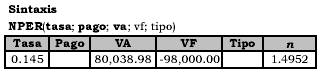 Sintaxis
NPER(tasa; pago; va; vf; tipo)
Tasa Pago VA VF Tipo n
0.145 80,038.98 -98,000.00 1.4952